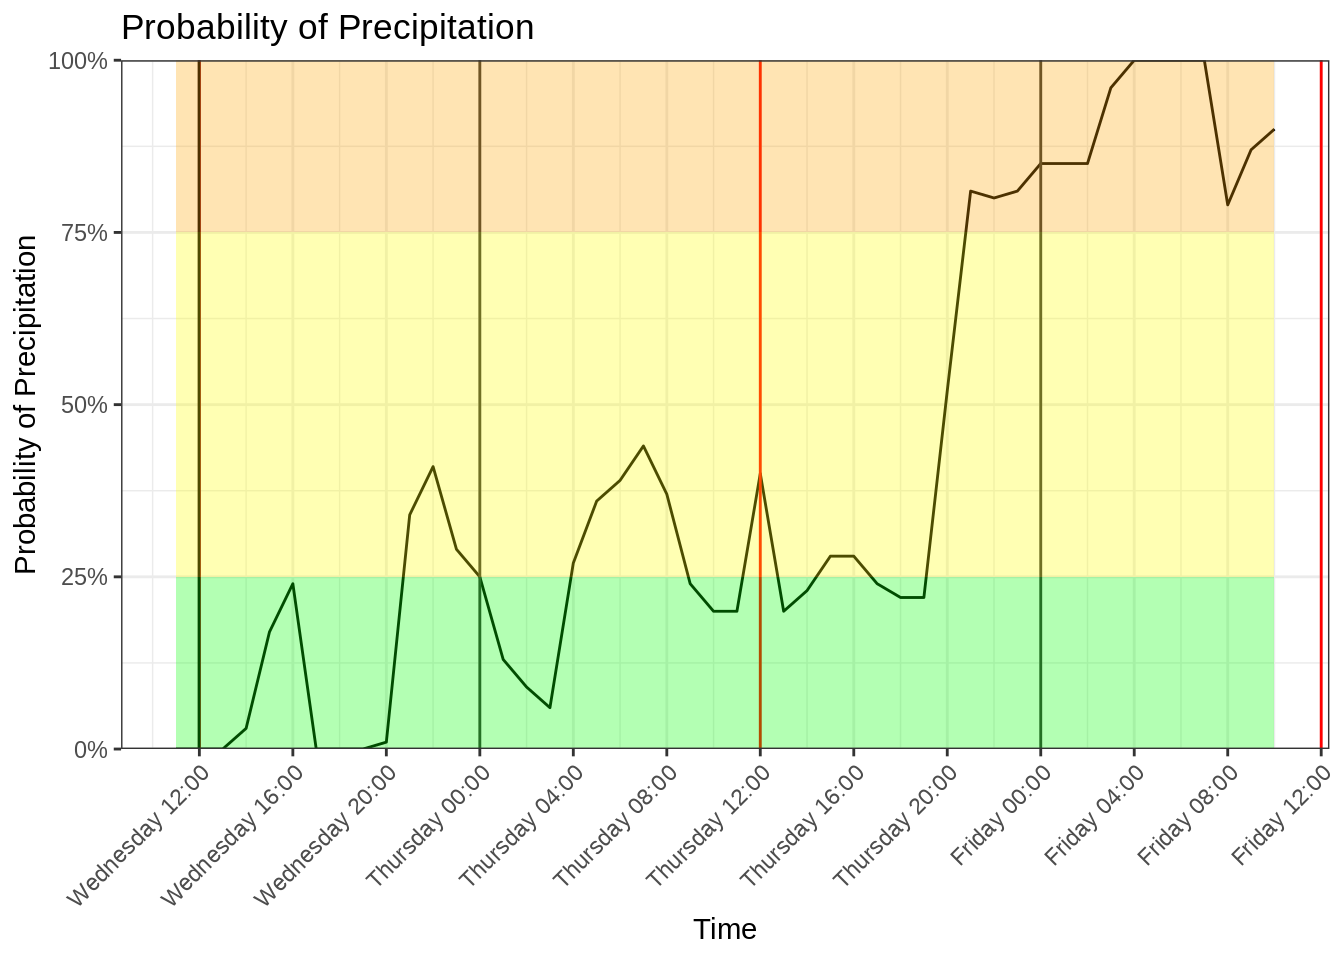 Probability of Precipitation
Probability of Precipitation
100%
75%
50%
25%
0%
Wednesday 12:00
Wednesday 16:00
Wednesday 20:00
Thursday 00:00
Thursday 04:00
Thursday 08:00
Thursday 12:00
Thursday 16:00
Thursday 20:00
Friday 00:00
Friday 04:00
Friday 08:00
Friday 12:00
Time